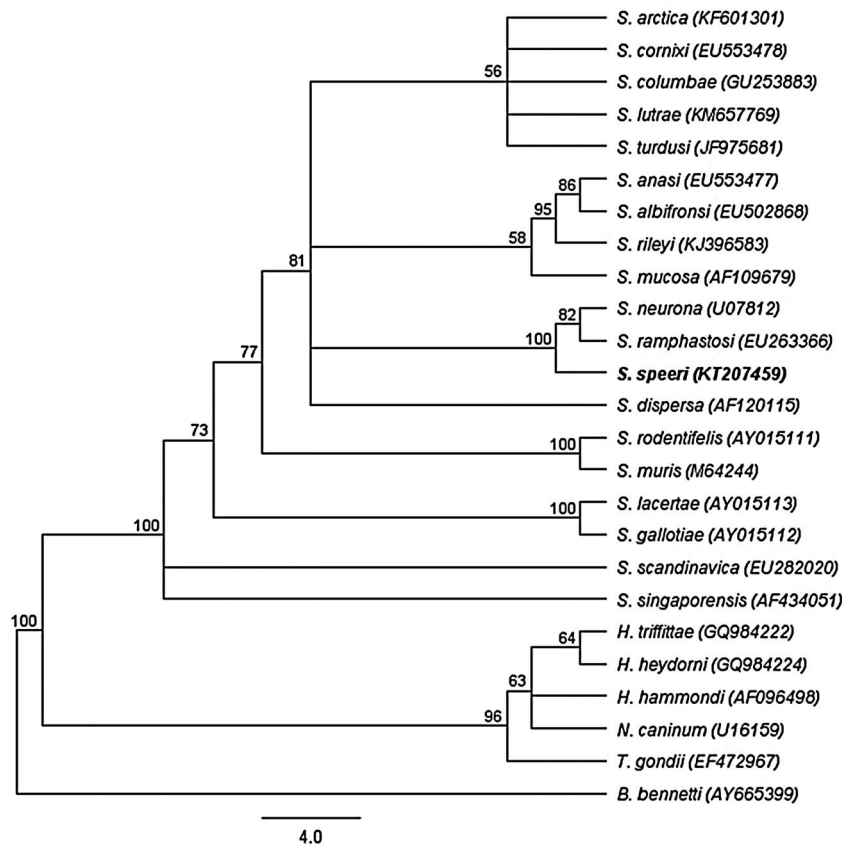 S. arctica (KF601301)
56
S. cornixi (EU553478)
S. columbae (GU253883)
S. lutrae (KM657769)
S. turdusi (JF975681)
S. anasi (EU553477)
86
95
S. albifronsi (EU502868)
58
S. rileyi (KJ396583)
81
S. mucosa (AF109679)
S. neurona (U07812)
82
100
S. ramphastosi (EU263366)
77
S. speeri (KT207459)
S. dispersa (AF120115)
73
S. rodentifelis (AY015111)
100
S. muris (M64244)
S. lacertae (AY015113)
100
100
S. gallotiae (AY015112)
S. scandinavica (EU282020)
S. singaporensis (AF434051)
100
H. triffittae (GQ984222)
64
H. heydorni (GQ984224)
63
H. hammondi (AF096498)
96
N. caninum (U16159)
T. gondii (EF472967)
B. bennetti (AY665399)
4.0